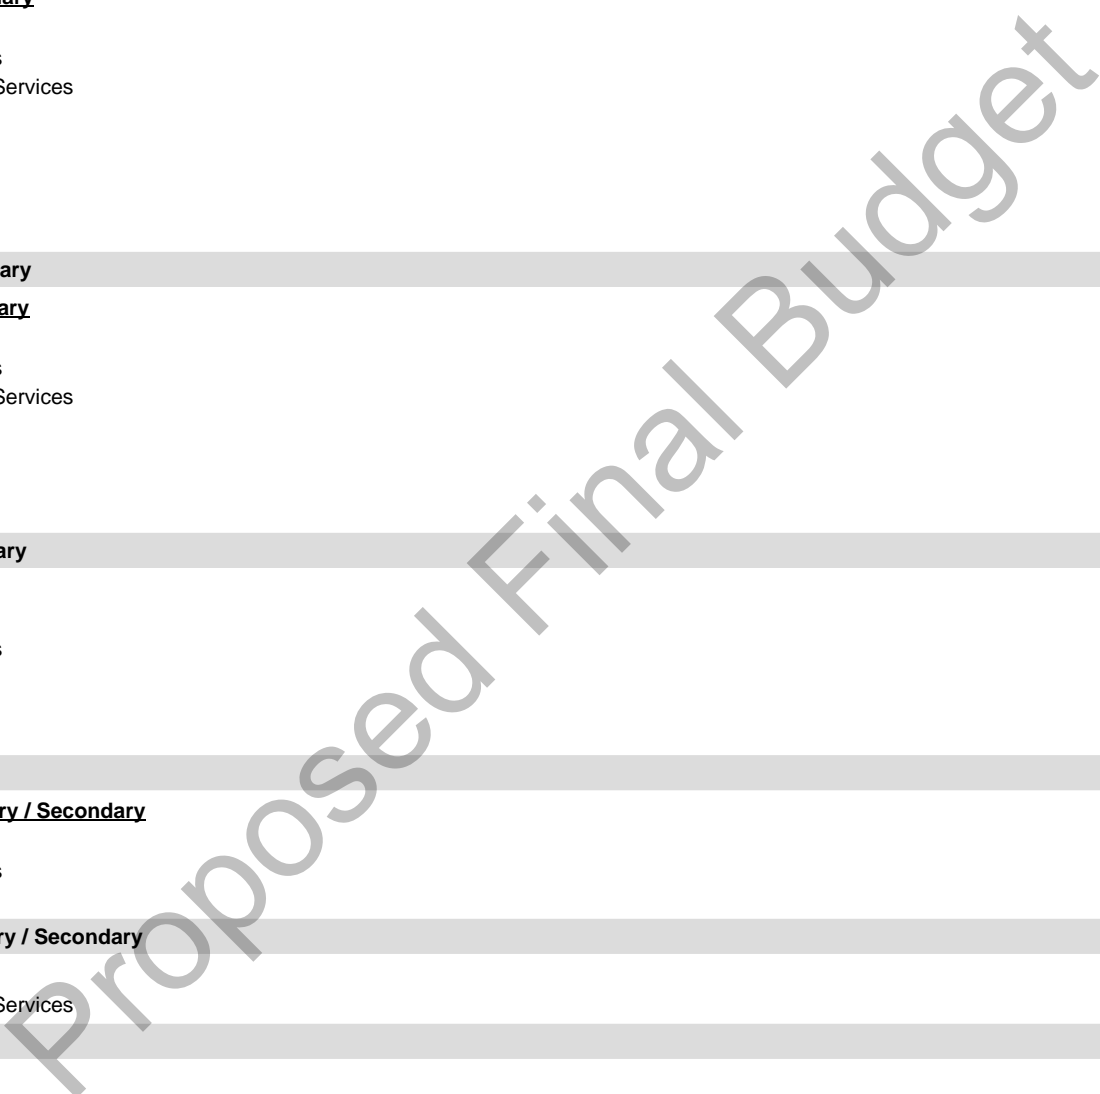 ary
s
Services
ary
ary
s
Services
ary
s
ry / Secondary
s
ry / Secondary
Services
Proposed Final Budget